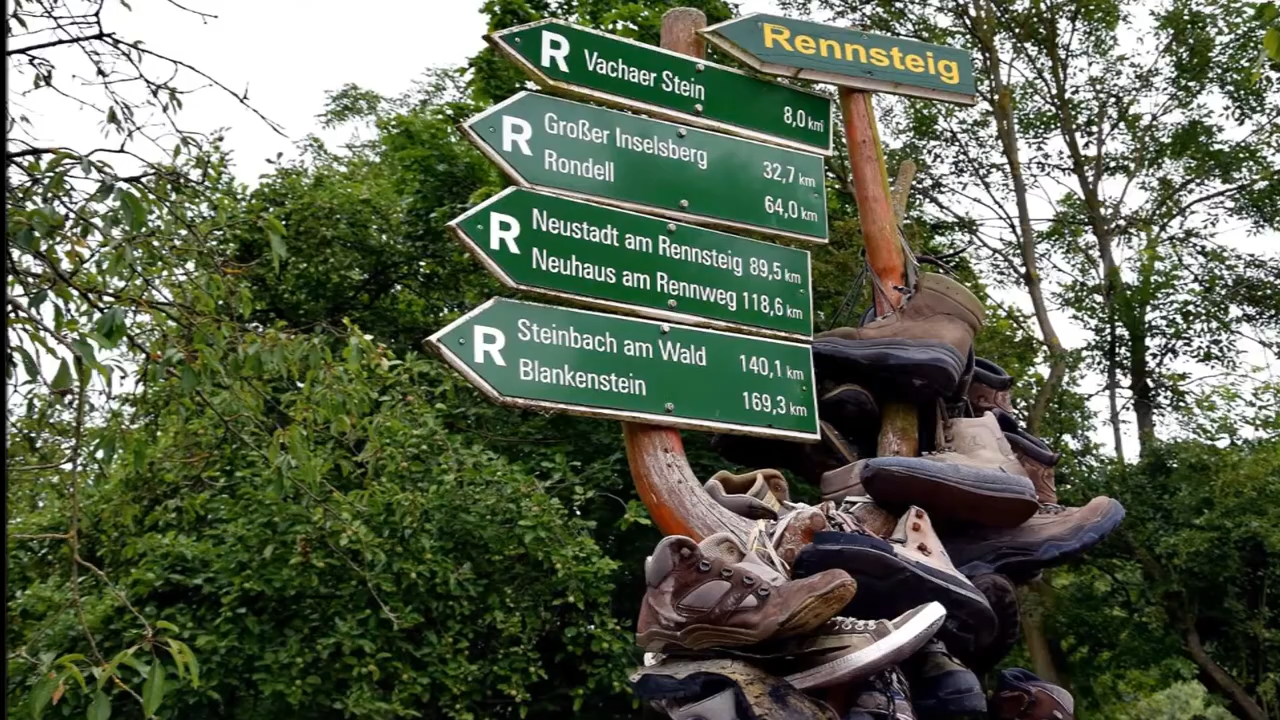 Rennsteig
R Vachaer Stein 8,0 km
R Großer Inselsberg 32,7 km
Rondell 64,0 km
R Neustadt am Rennsteig 89,5 km
Neuhaus am Rennweg 118,6 km
R Steinbach am Wald 140,1 km
Blankenstein 169,3 km